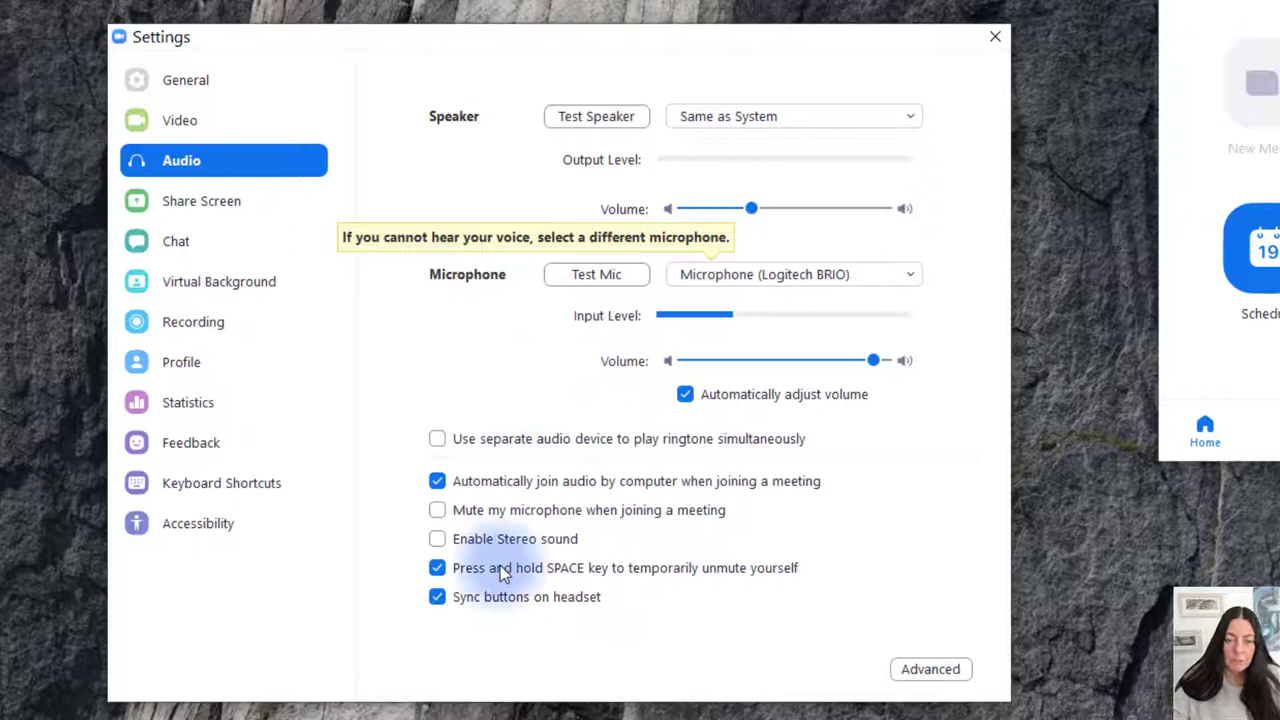 Settings
General
Video
Audio
Share Screen
Chat
Virtual Background
Recording
Profile
Statistics
Feedback
Keyboard Shortcuts
Accessibility
Speaker
Test Speaker
Same as System
Output Level:
Volume:
If you cannot hear your voice, select a different microphone.
Microphone
Test Mic
Microphone (Logitech BRIO)
Input Level:
Volume:
Automatically adjust volume
Use separate audio device to play ringtone simultaneously
Automatically join audio by computer when joining a meeting
Mute my microphone when joining a meeting
Enable Stereo sound
Press and hold SPACE key to temporarily unmute yourself
Sync buttons on headset
Advanced
New Me
19
Schedu
Home